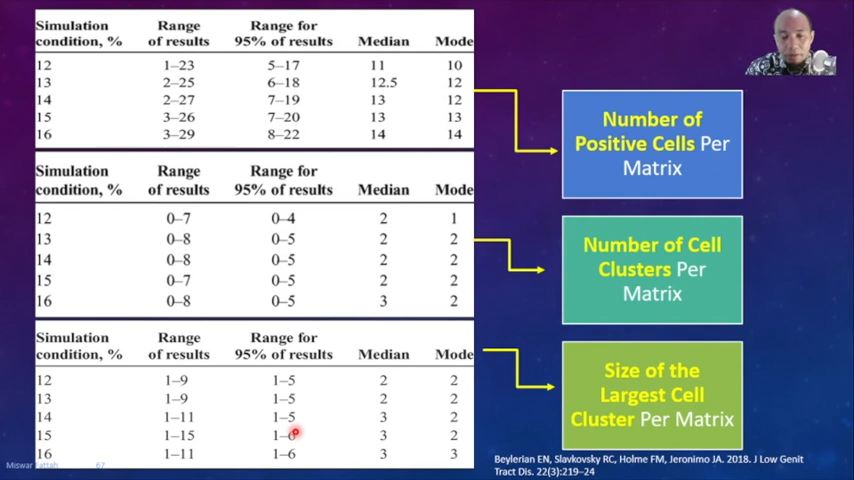 Simulation Range Range for
condition, % of results 95% of results Median Mode
12 1–23 5–17 11 10
13 2–25 6–18 12.5 12
14 2–27 7–19 13 12
15 3–26 7–20 13 13
16 3–29 8–22 14 14
Simulation Range Range for
condition, % of results 95% of results Median Mode
12 0–7 0–4 2 1
13 0–8 0–5 2 2
14 0–8 0–5 2 2
15 0–7 0–5 2 2
16 0–8 0–5 3 2
Simulation Range Range for
condition, % of results 95% of results Median Mode
12 1–9 1–5 2 2
13 1–9 1–5 2 2
14 1–11 1–5 3 2
15 1–15 1–6 3 2
16 1–11 1–6 3 3
Number of
Positive Cells Per
Matrix
Number of Cell
Clusters Per
Matrix
Size of the
Largest Cell
Cluster Per Matrix
Beylerian EN, Slavkovsky RC, Holme FM, Jeronimo JA. 2018. J Low Genit
Tract Dis. 22(3):219–24
Miswar Fattah 67